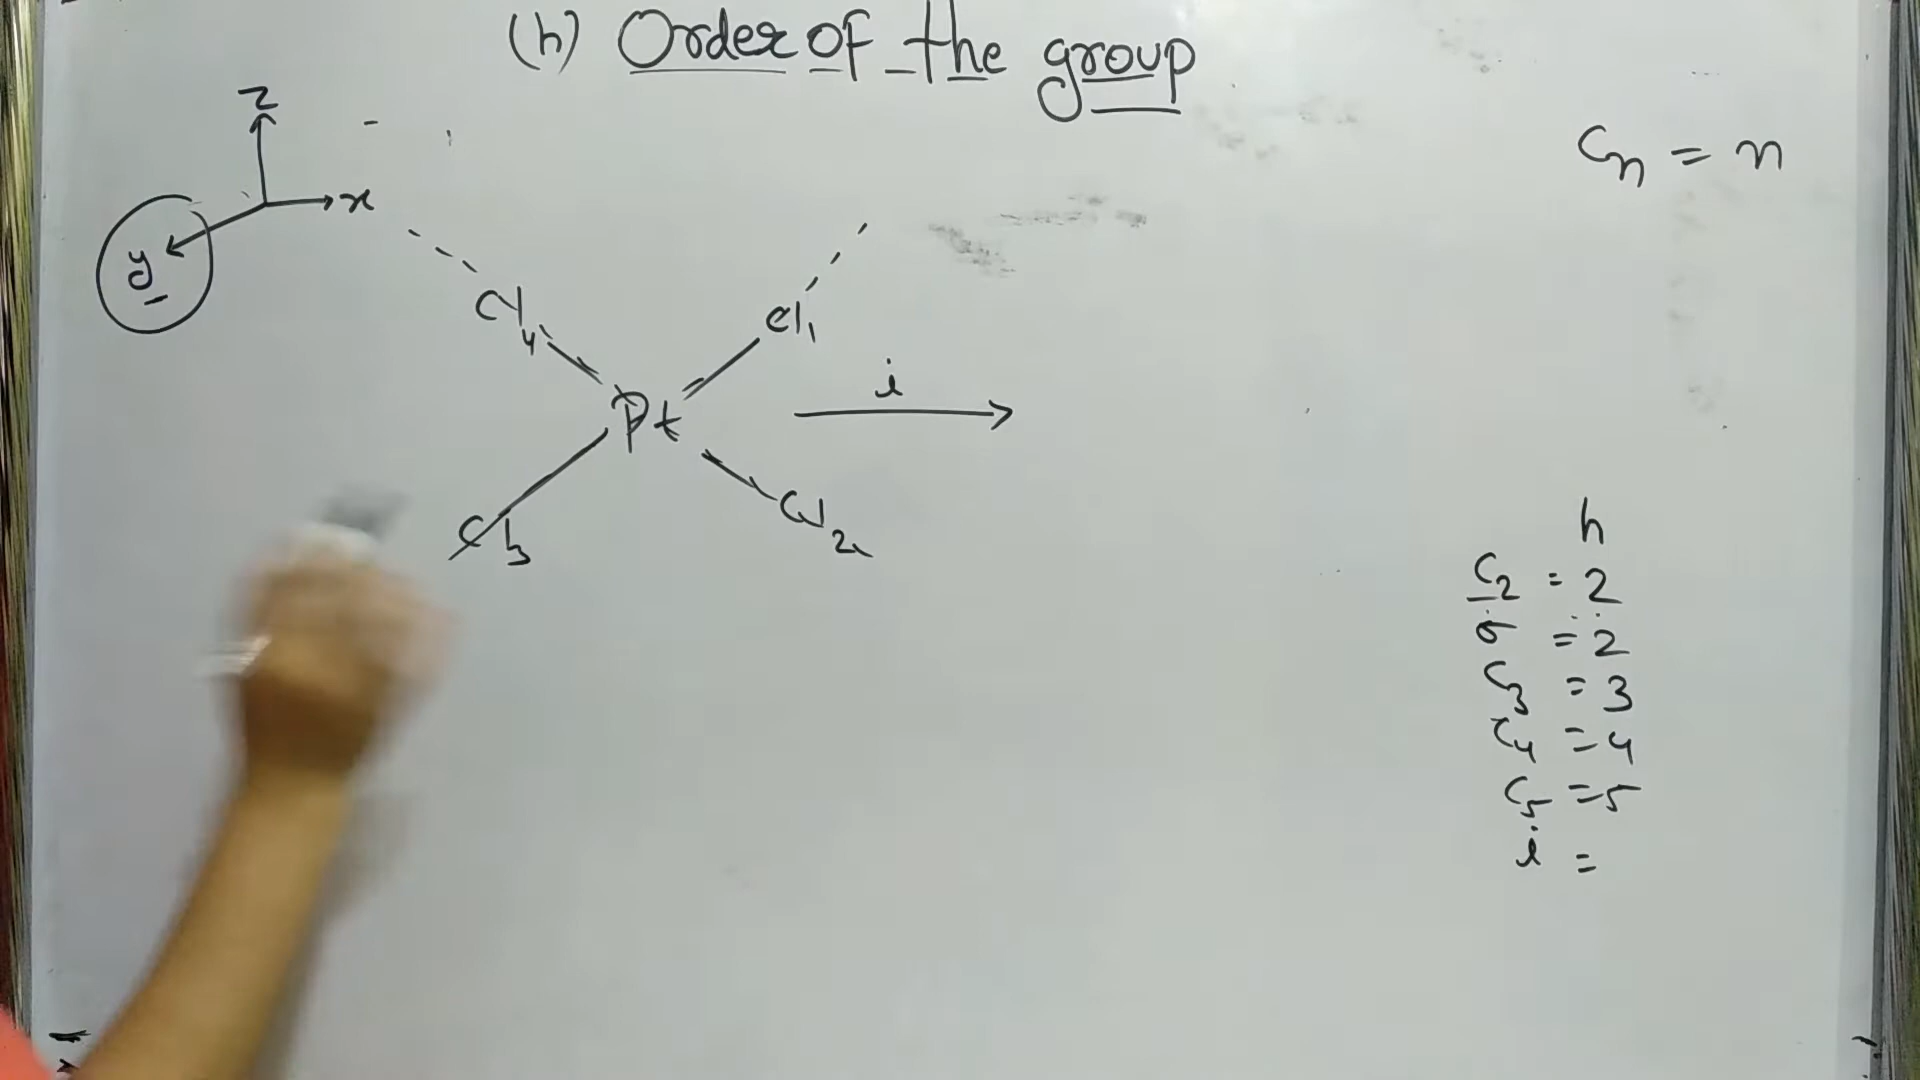 (h) Order of the group
z
x
y
Cn = n
Cl4 Cl1
Pt
i
Cl3 Cl2
h
C2 = 2
σ = 2
C3 = 3
C4 = 4
C5 = 5
i =